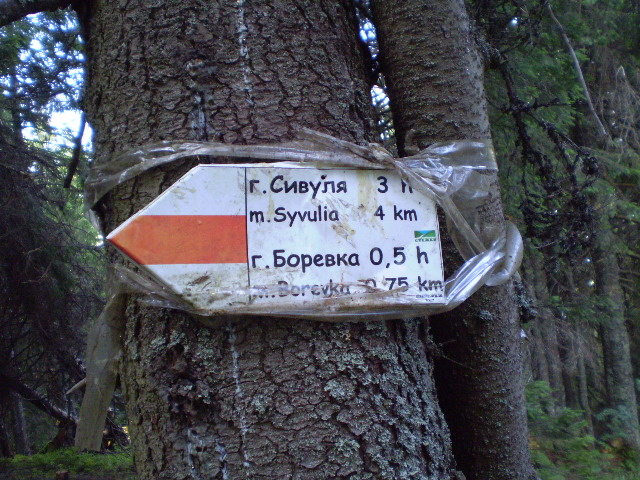 г.Сивуля 3 h
m.Syvulia 4 km
г.Боревка 0,5 h
m.Borevka 0,75 km